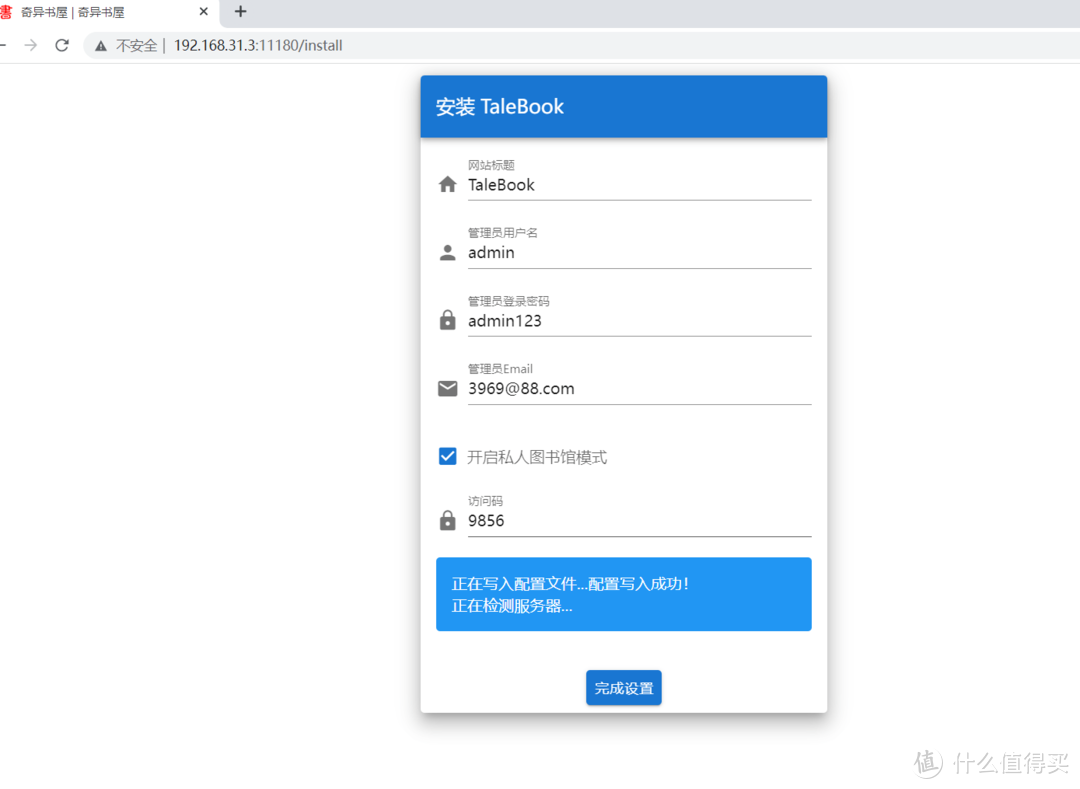 書 奇异书屋 | 奇异书屋
不安全 | 192.168.31.3:11180/install
安装 TaleBook
网站标题
TaleBook
管理员用户名
admin
管理员登录密码
admin123
管理员Email
3969@88.com
开启私人图书馆模式
访问码
9856
正在写入配置文件...配置写入成功!
正在检测服务器...
完成设置
值 什么值得买